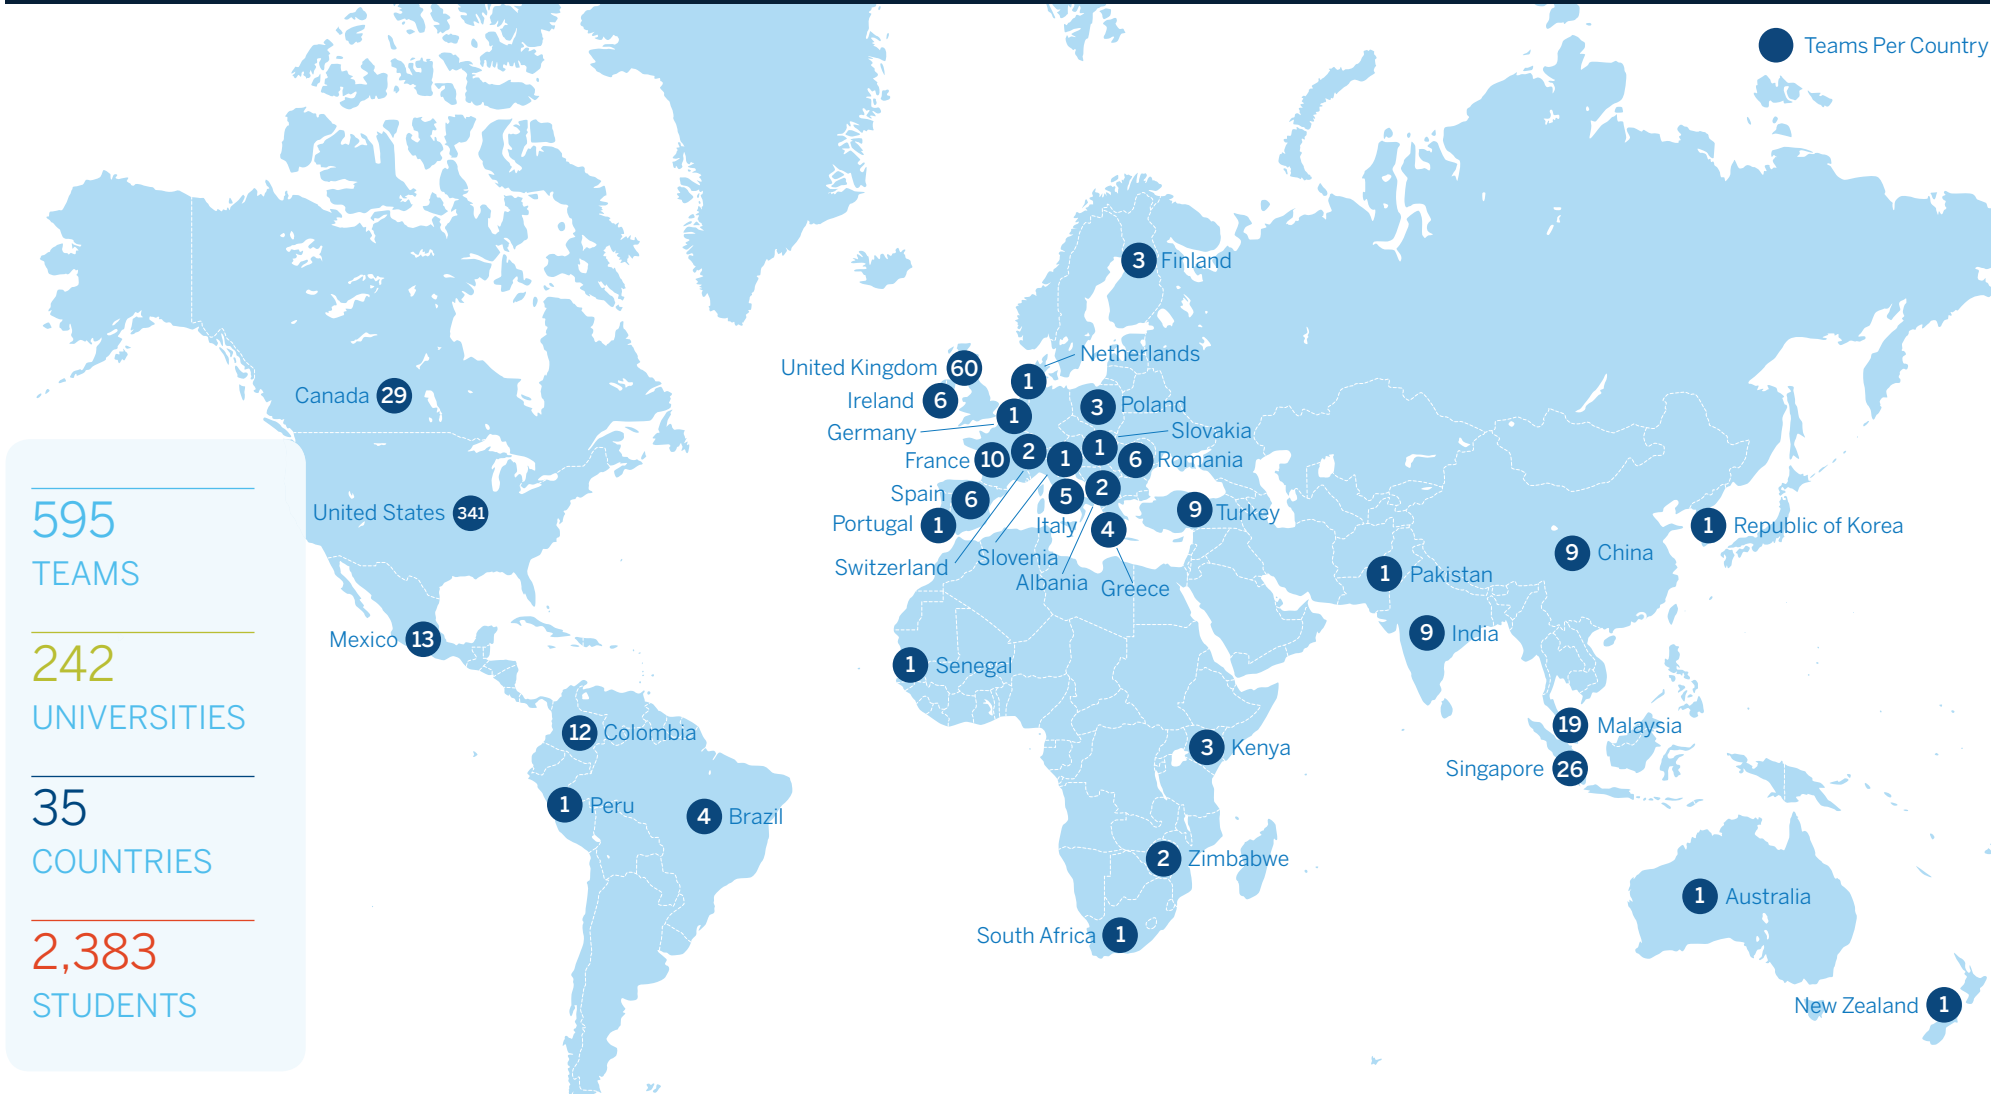 Teams Per Country
3 Finland
Netherlands
United Kingdom 60
1
Canada 29
Ireland 6
3 Poland
1
Germany
Slovakia
France 10
2
1
1
6 Romania
Spain 6
5
2
Italy
Portugal 1
4
9 Turkey
United States 341
1 Republic of Korea
9 China
Switzerland
Slovenia
Albania
Greece
1 Pakistan
595
TEAMS
242
UNIVERSITIES
35
COUNTRIES
2,383
STUDENTS
Mexico 13
9 India
1 Senegal
12 Colombia
19 Malaysia
3 Kenya
Singapore 26
1 Peru
4 Brazil
2 Zimbabwe
1 Australia
South Africa 1
New Zealand 1